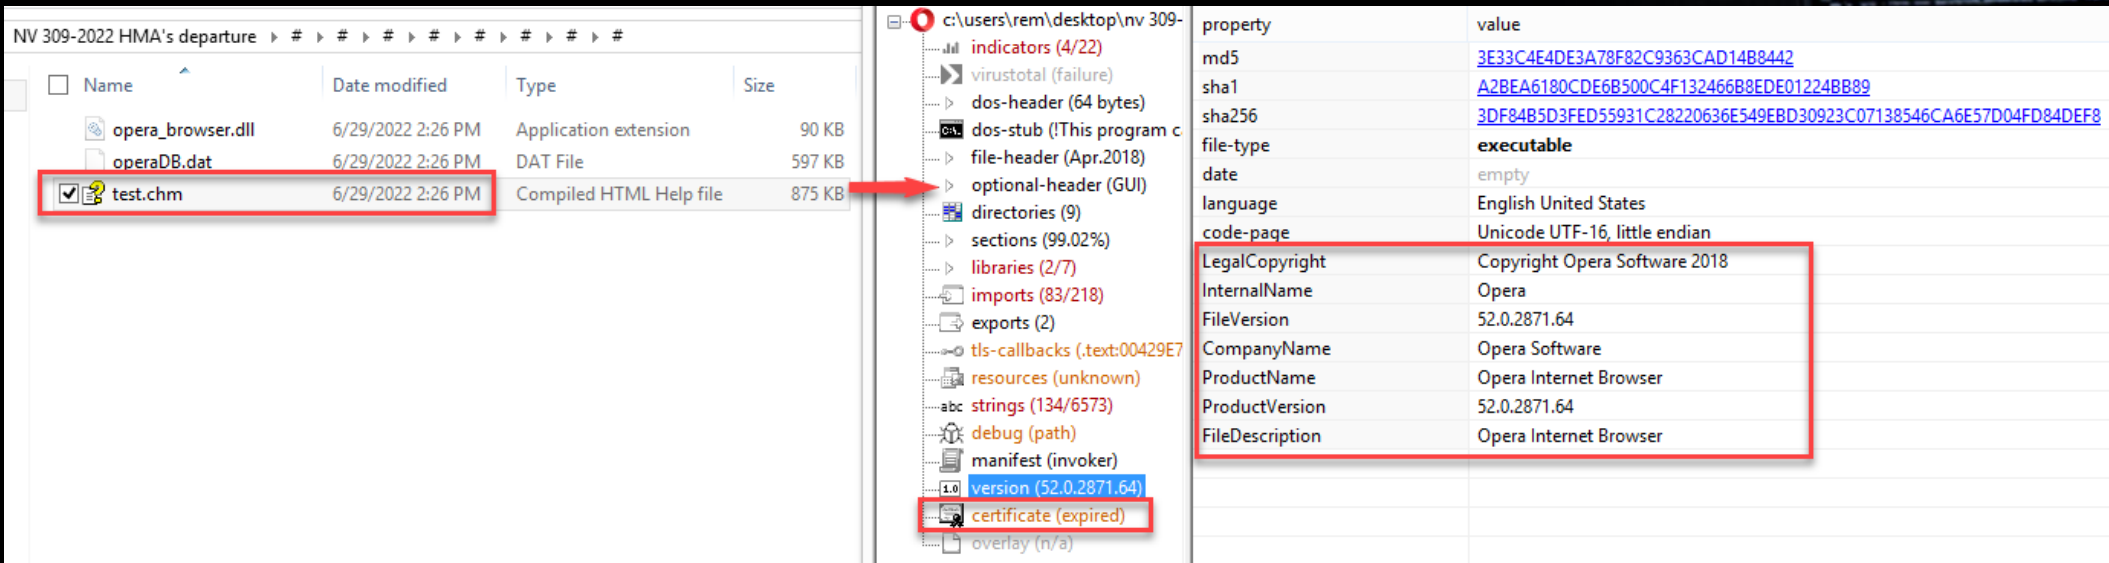 NV 309-2022 HMA's departure # # # # # # # #
Name Date modified Type Size
opera_browser.dll 6/29/2022 2:26 PM Application extension 90 KB
operaDB.dat 6/29/2022 2:26 PM DAT File 597 KB
test.chm 6/29/2022 2:26 PM Compiled HTML Help file 875 KB
c:\users\rem\desktop\nv 309-
indicators (4/22)
virustotal (failure)
dos-header (64 bytes)
dos-stub (!This program c
file-header (Apr.2018)
optional-header (GUI)
directories (9)
sections (99.02%)
libraries (2/7)
imports (83/218)
exports (2)
tls-callbacks (.text:00429E7
resources (unknown)
abc strings (134/6573)
debug (path)
manifest (invoker)
1.0 version (52.0.2871.64)
certificate (expired)
overlay (n/a)
property value
md5 3E33C4E4DE3A78F82C9363CAD14B8442
sha1 A2BEA6180CDE6B500C4F132466B8EDE01224BB89
sha256 3DF84B5D3FED55931C28220636E549EBD30923C07138546CA6E57D04FD84DEF8
file-type executable
date empty
language English United States
code-page Unicode UTF-16, little endian
LegalCopyright Copyright Opera Software 2018
InternalName Opera
FileVersion 52.0.2871.64
CompanyName Opera Software
ProductName Opera Internet Browser
ProductVersion 52.0.2871.64
FileDescription Opera Internet Browser